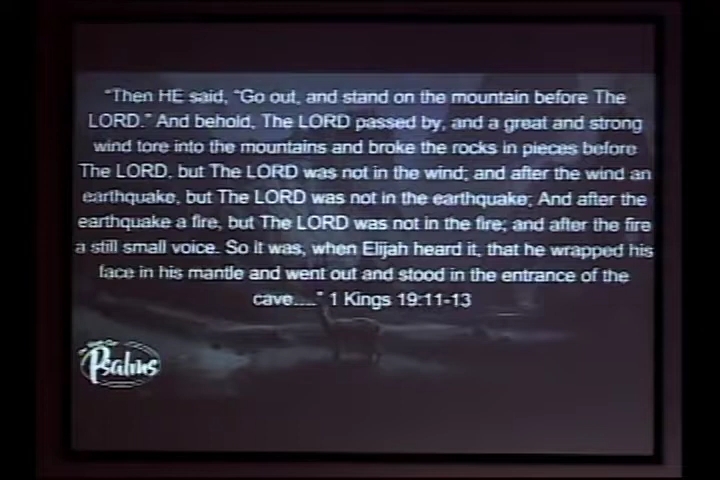 “Then HE said, “Go out, and stand on the mountain before The
LORD.” And behold, The LORD passed by, and a great and strong
wind tore into the mountains and broke the rocks in pieces before
The LORD, but The LORD was not in the wind; and after the wind an
earthquake, but The LORD was not in the earthquake; And after the
earthquake a fire, but The LORD was not in the fire; and after the fire
a still small voice. So it was, when Elijah heard it, that he wrapped his
face in his mantle and went out and stood in the entrance of the
cave....” 1 Kings 19:11-13
Psalms